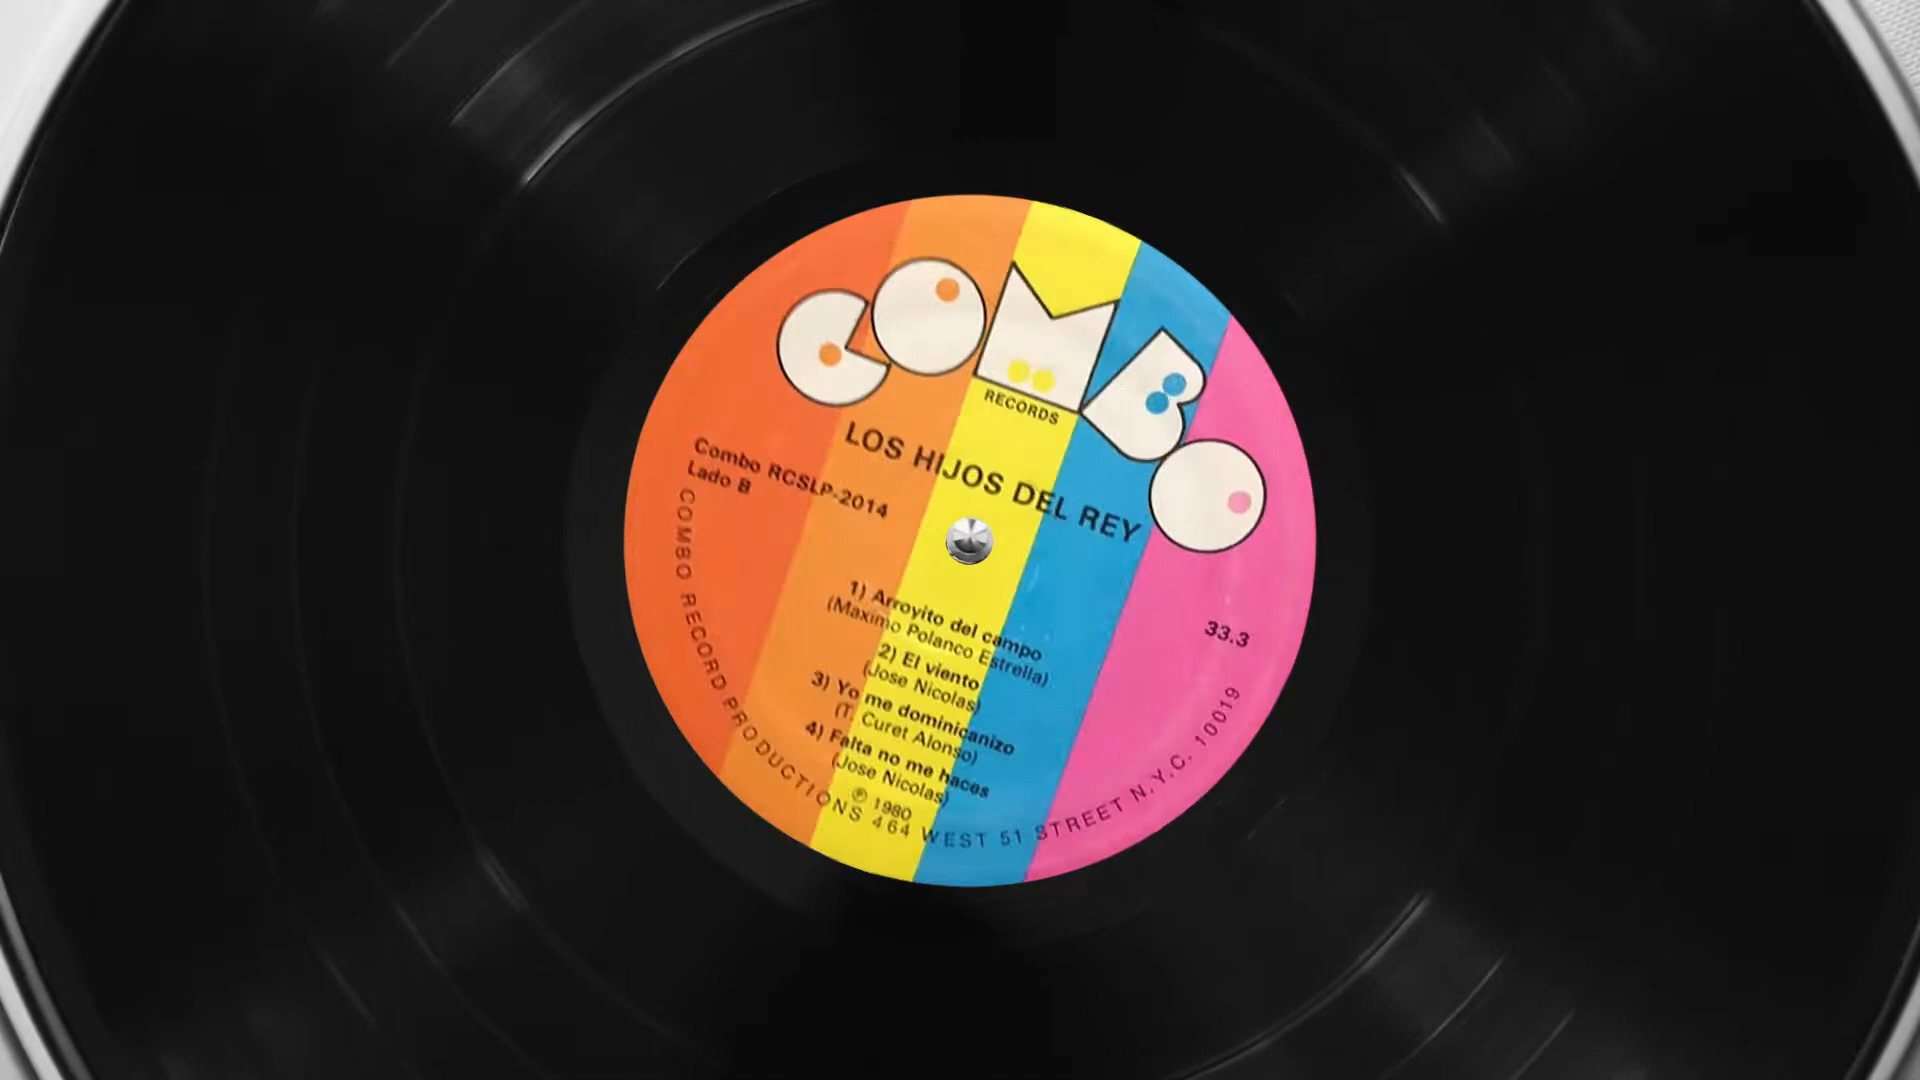 COMBO
RECORDS
LOS HIJOS DEL REY
Combo RCSLP-2014
Lado B
33.3
1) Arroyito del campo
(Maximo Polanco Estrella)
2) El viento
(Jose Nicolas)
3) Yo me dominicanizo
(T. Curet Alonso)
4) Falta no me haces
(Jose Nicolas)
℗ 1980
COMBO RECORD PRODUCTIONS 464 WEST 51 STREET N.Y.C. 10019